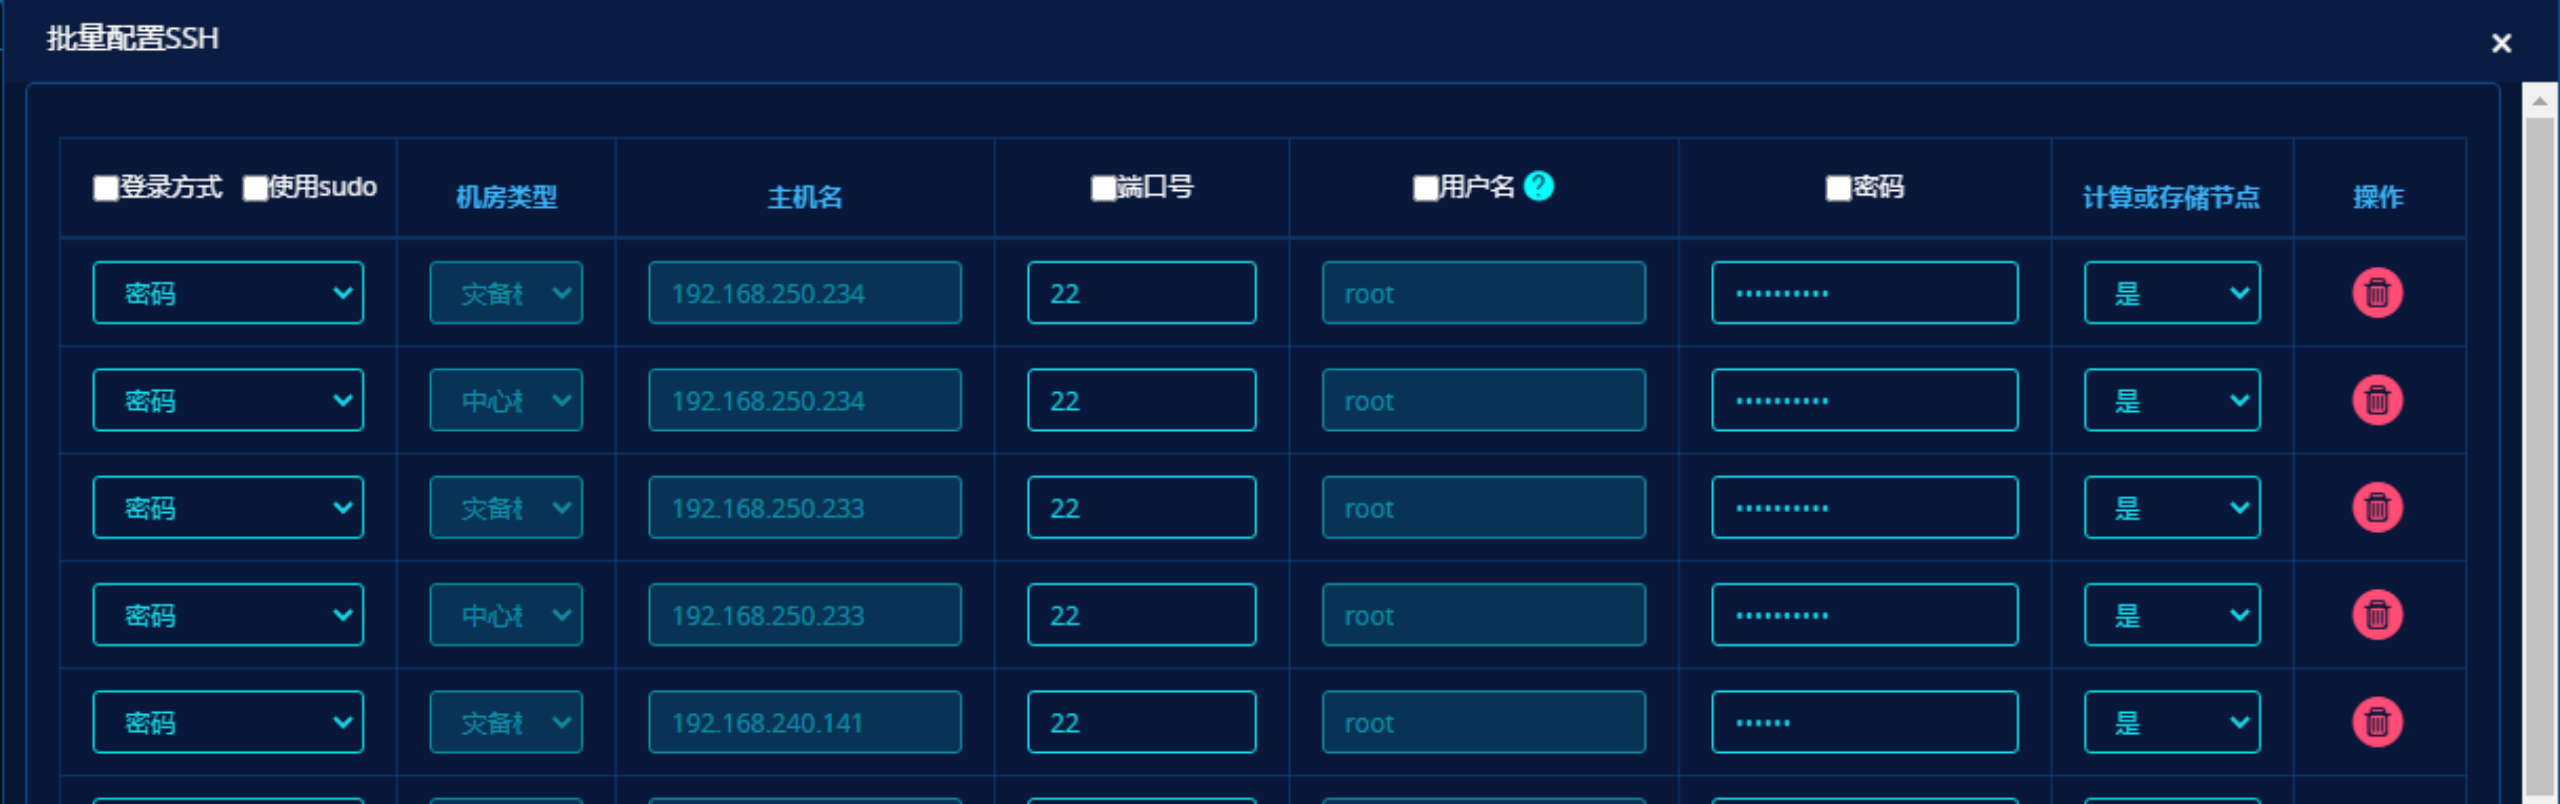 批量配置SSH ×
登录方式 使用sudo 机房类型 主机名 端口号 用户名 ? 密码 计算或存储节点 操作
密码 灾备 192.168.250.234 22 root •••••••••• 是
密码 中心 192.168.250.234 22 root •••••••••• 是
密码 灾备 192.168.250.233 22 root •••••••••• 是
密码 中心 192.168.250.233 22 root •••••••••• 是
密码 灾备 192.168.240.141 22 root •••••• 是